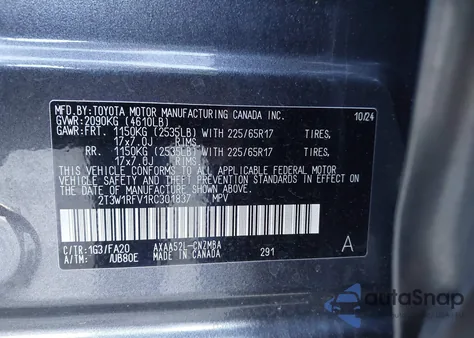 MFD.BY:TOYOTA MOTOR MANUFACTURING CANADA INC. 10/24
GVWR:2090KG (4610LB)
GAWR:FRT. 1150KG (2535LB) WITH 225/65R17 TIRES,
17x7.0J RIMS
RR. 1150KG (2535LB) WITH 225/65R17 TIRES,
17x7.0J RIMS
THIS VEHICLE CONFORMS TO ALL APPLICABLE FEDERAL MOTOR
VEHICLE SAFETY, BUMPER, AND THEFT PREVENTION
STANDARDS IN EFFECT ON THE DATE OF MANUFACTURE
SHOWN ABOVE.
2T3W1RFV1RC301837 MPV
C/TR:1G3/FA20 AXAA52L-CNZMBA A
A/TM: /UB80E MADE IN CANADA 291
autoSnap